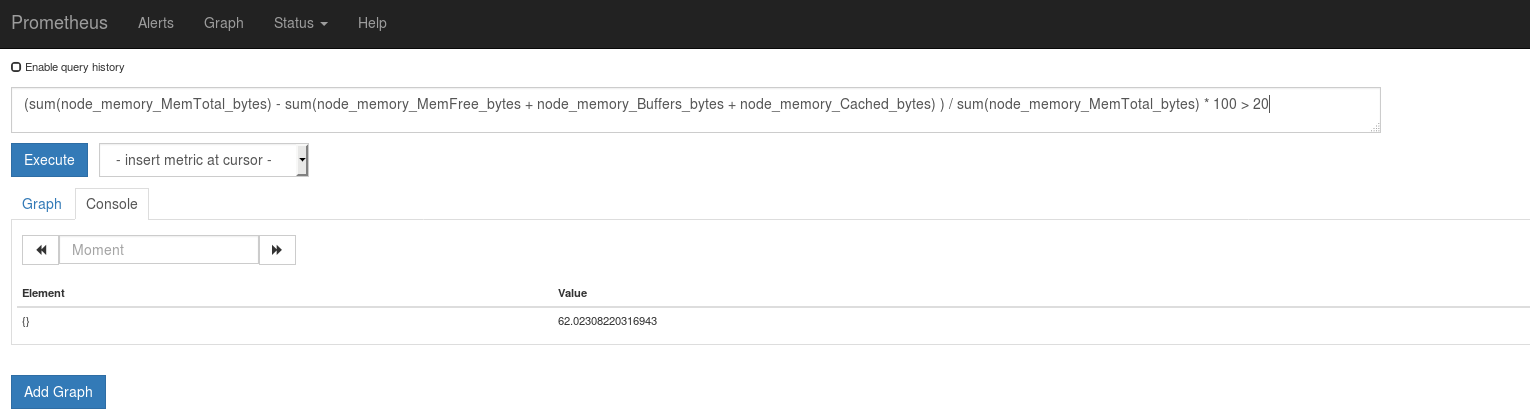 Prometheus Alerts Graph Status Help
Enable query history
(sum(node_memory_MemTotal_bytes) - sum(node_memory_MemFree_bytes + node_memory_Buffers_bytes + node_memory_Cached_bytes) ) / sum(node_memory_MemTotal_bytes) * 100 > 20
Execute - insert metric at cursor -
Graph Console
Moment
Element Value
{} 62.02308220316943
Add Graph